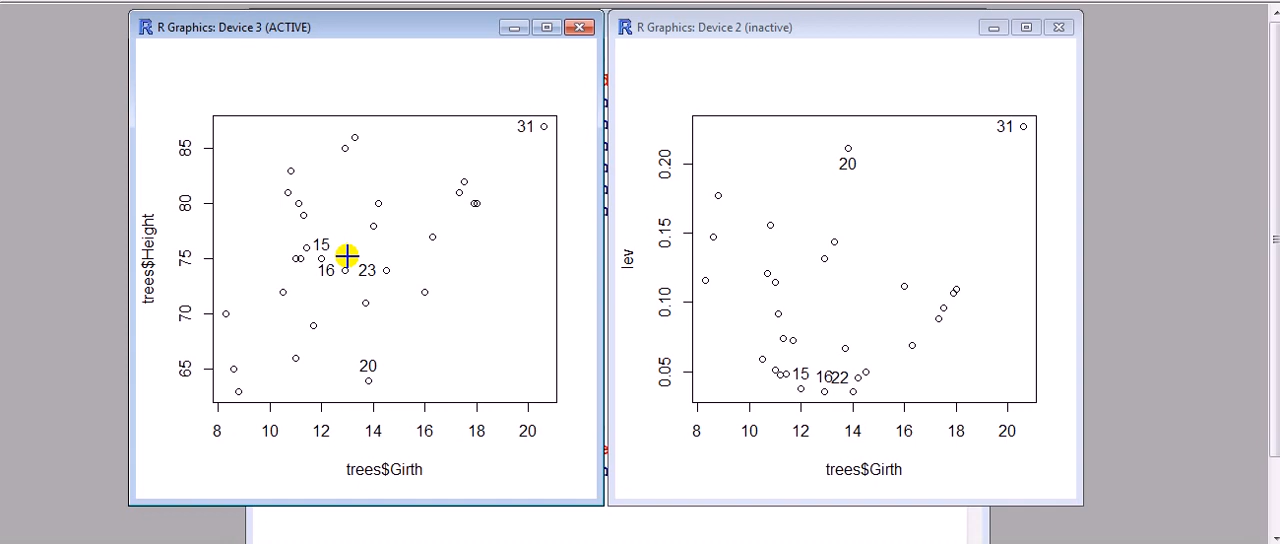 R Graphics: Device 3 (ACTIVE)
31
15
16 23
20
85
80
75
70
65
trees$Height
8 10 12 14 16 18 20
trees$Girth
R Graphics: Device 2 (inactive)
31
20
15 16 22
0.20
0.15
0.10
0.05
lev
8 10 12 14 16 18 20
trees$Girth